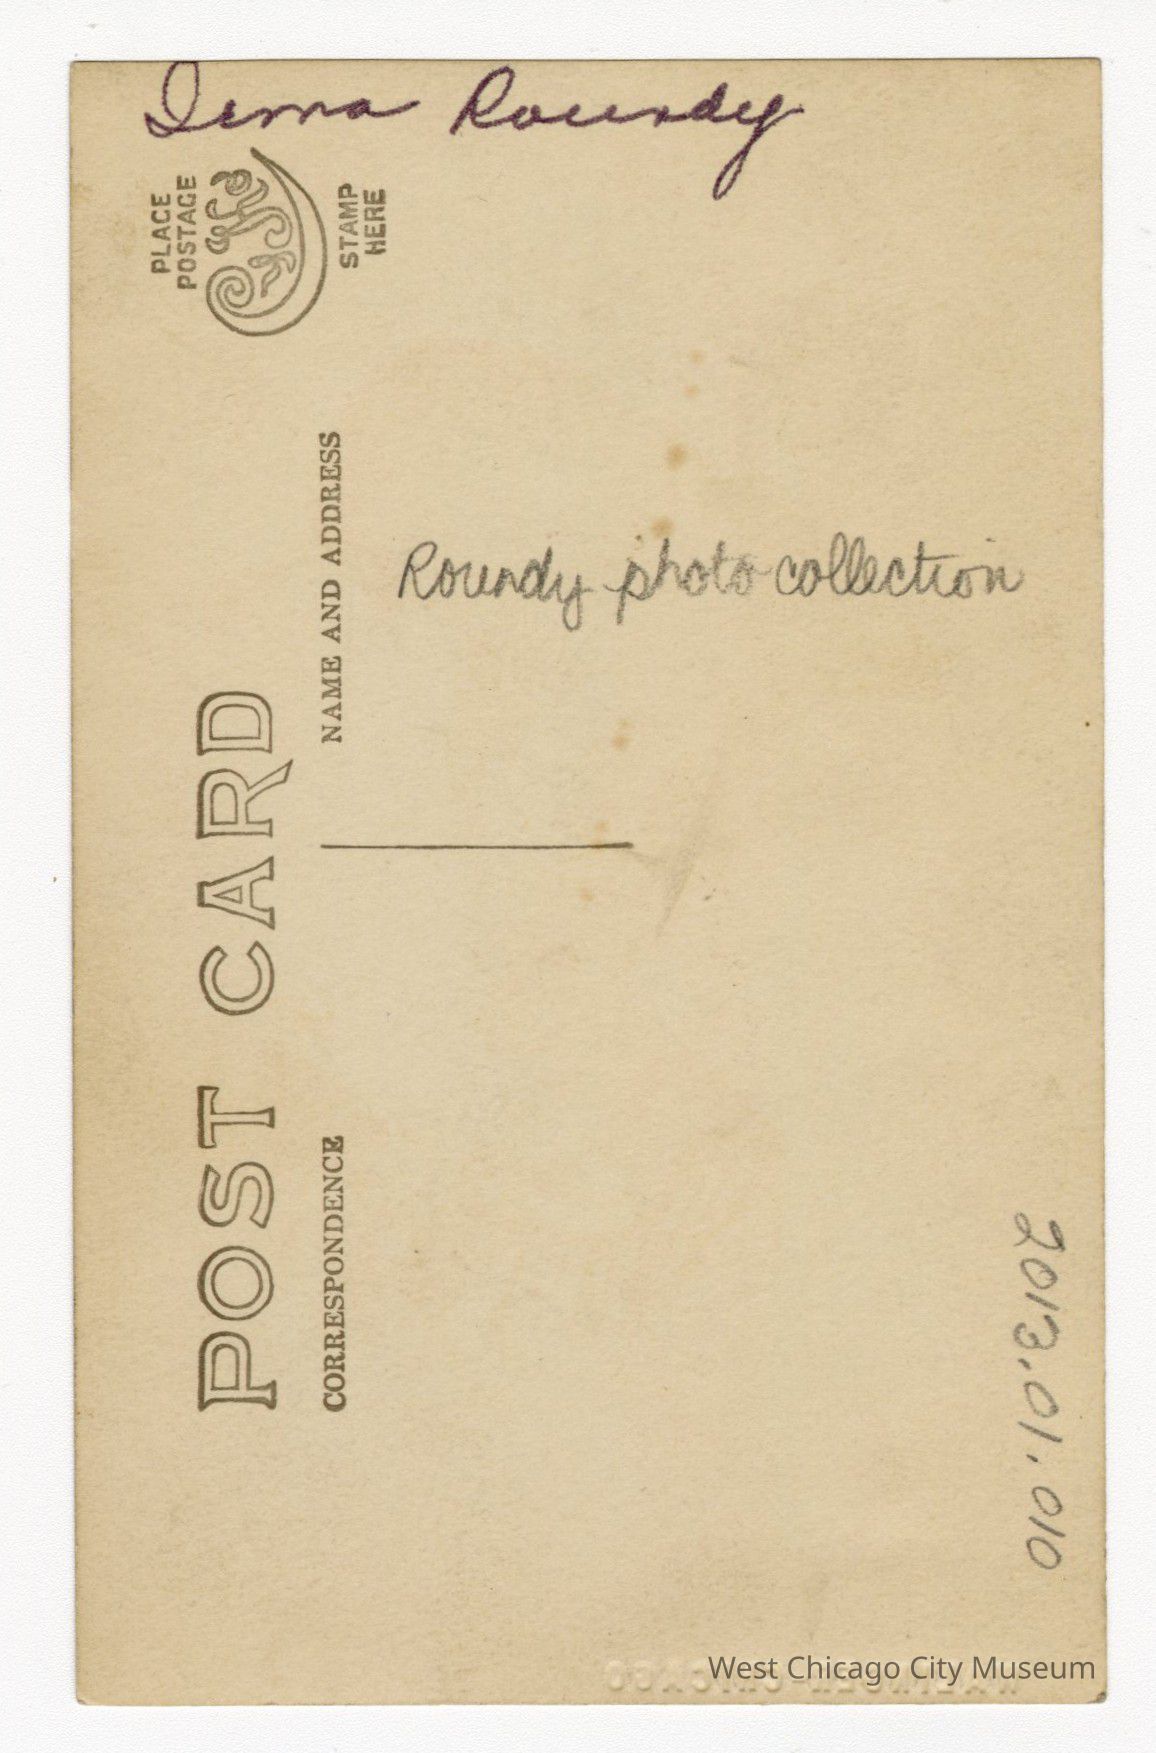 Irma Roundy
PLACE
POSTAGE
STAMP
HERE
POST CARD
NAME AND ADDRESS
CORRESPONDENCE
Roundy photo collection
2013.01.010
West Chicago City Museum